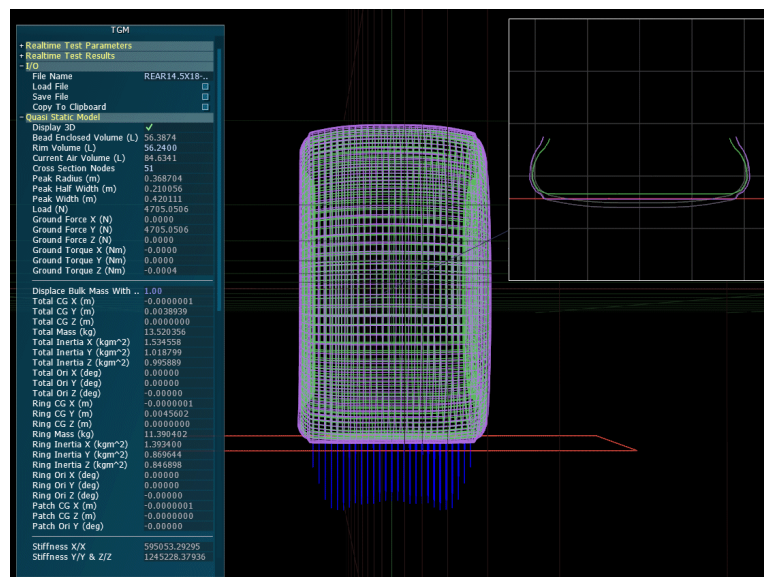 TGM
+ Realtime Test Parameters
+ Realtime Test Results
- I/O
File Name REAR14.5X18-..
Load File
Save File
Copy To Clipboard
- Quasi Static Model
Display 3D
Bead Enclosed Volume (L) 56.3874
Rim Volume (L) 56.2400
Current Air Volume (L) 84.6341
Cross Section Nodes 51
Peak Radius (m) 0.368704
Peak Half Width (m) 0.210056
Peak Width (m) 0.420111
Load (N) 4705.0506
Ground Force X (N) 0.0000
Ground Force Y (N) 4705.0506
Ground Force Z (N) 0.0000
Ground Torque X (Nm) -0.0000
Ground Torque Y (Nm) 0.0000
Ground Torque Z (Nm) -0.0004
Displace Bulk Mass With .. 1.00
Total CG X (m) -0.0000001
Total CG Y (m) 0.0038939
Total CG Z (m) 0.0000000
Total Mass (kg) 13.520356
Total Inertia X (kgm^2) 1.534558
Total Inertia Y (kgm^2) 1.018799
Total Inertia Z (kgm^2) 0.995889
Total Ori X (deg) 0.00000
Total Ori Y (deg) 0.00000
Total Ori Z (deg) -0.00000
Ring CG X (m) -0.0000001
Ring CG Y (m) 0.0045602
Ring CG Z (m) 0.0000000
Ring Mass (kg) 11.390402
Ring Inertia X (kgm^2) 1.393400
Ring Inertia Y (kgm^2) 0.869644
Ring Inertia Z (kgm^2) 0.846898
Ring Ori X (deg) 0.00000
Ring Ori Y (deg) 0.00000
Ring Ori Z (deg) -0.00000
Patch CG X (m) -0.0000001
Patch CG Z (m) -0.0000000
Patch Ori Y (deg) -0.00000
Stiffness X/X 595053.29295
Stiffness Y/Y & Z/Z 1245228.37936